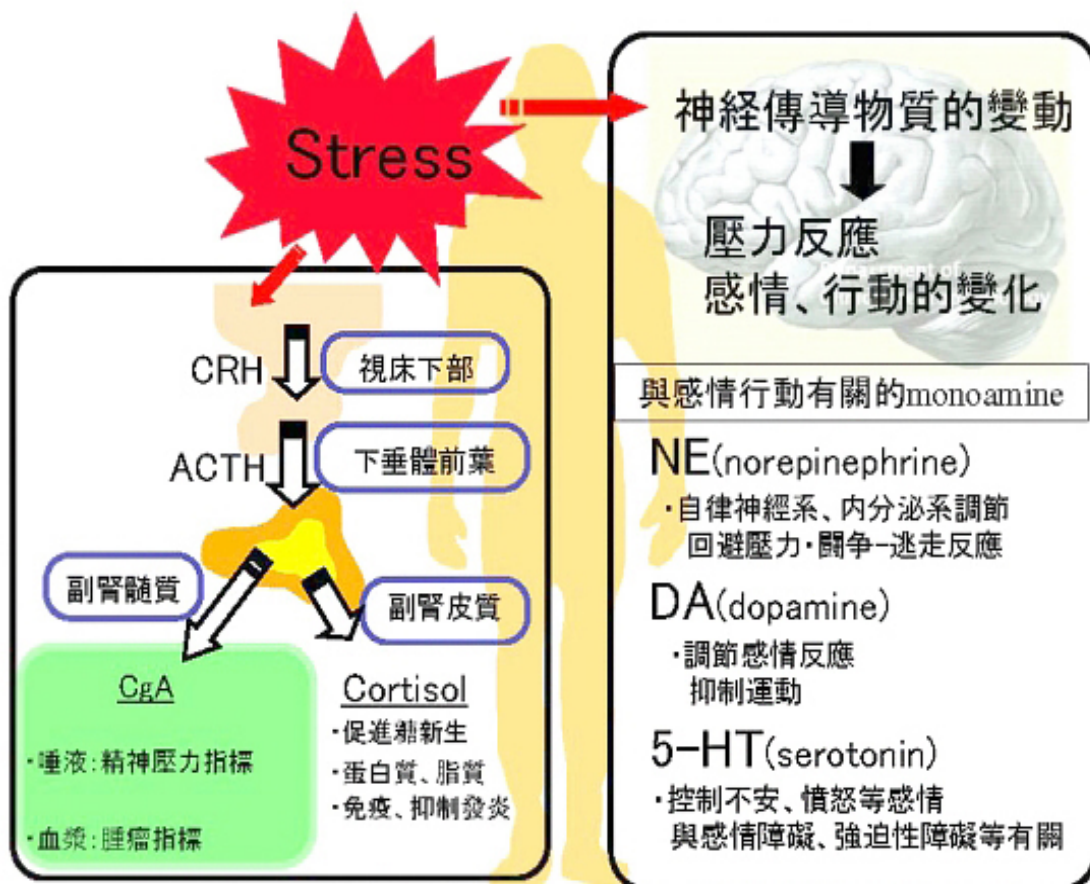 Stress
CRH
視床下部
ACTH
下垂體前葉
副腎髄質
副腎皮質
CgA
・唾液:精神壓力指標
・血漿:腫瘤指標
Cortisol
・促進糖新生
・蛋白質、脂質
・免疫、抑制發炎
神経傳導物質的變動
壓力反應
感情、行動的變化
與感情行動有關的monoamine
NE(norepinephrine)
・自律神經系、内分泌系調節
回避壓力・闘争-逃走反應
DA(dopamine)
・調節感情反應
抑制運動
5-HT(serotonin)
・控制不安、憤怒等感情
與感情障礙、強迫性障礙等有關